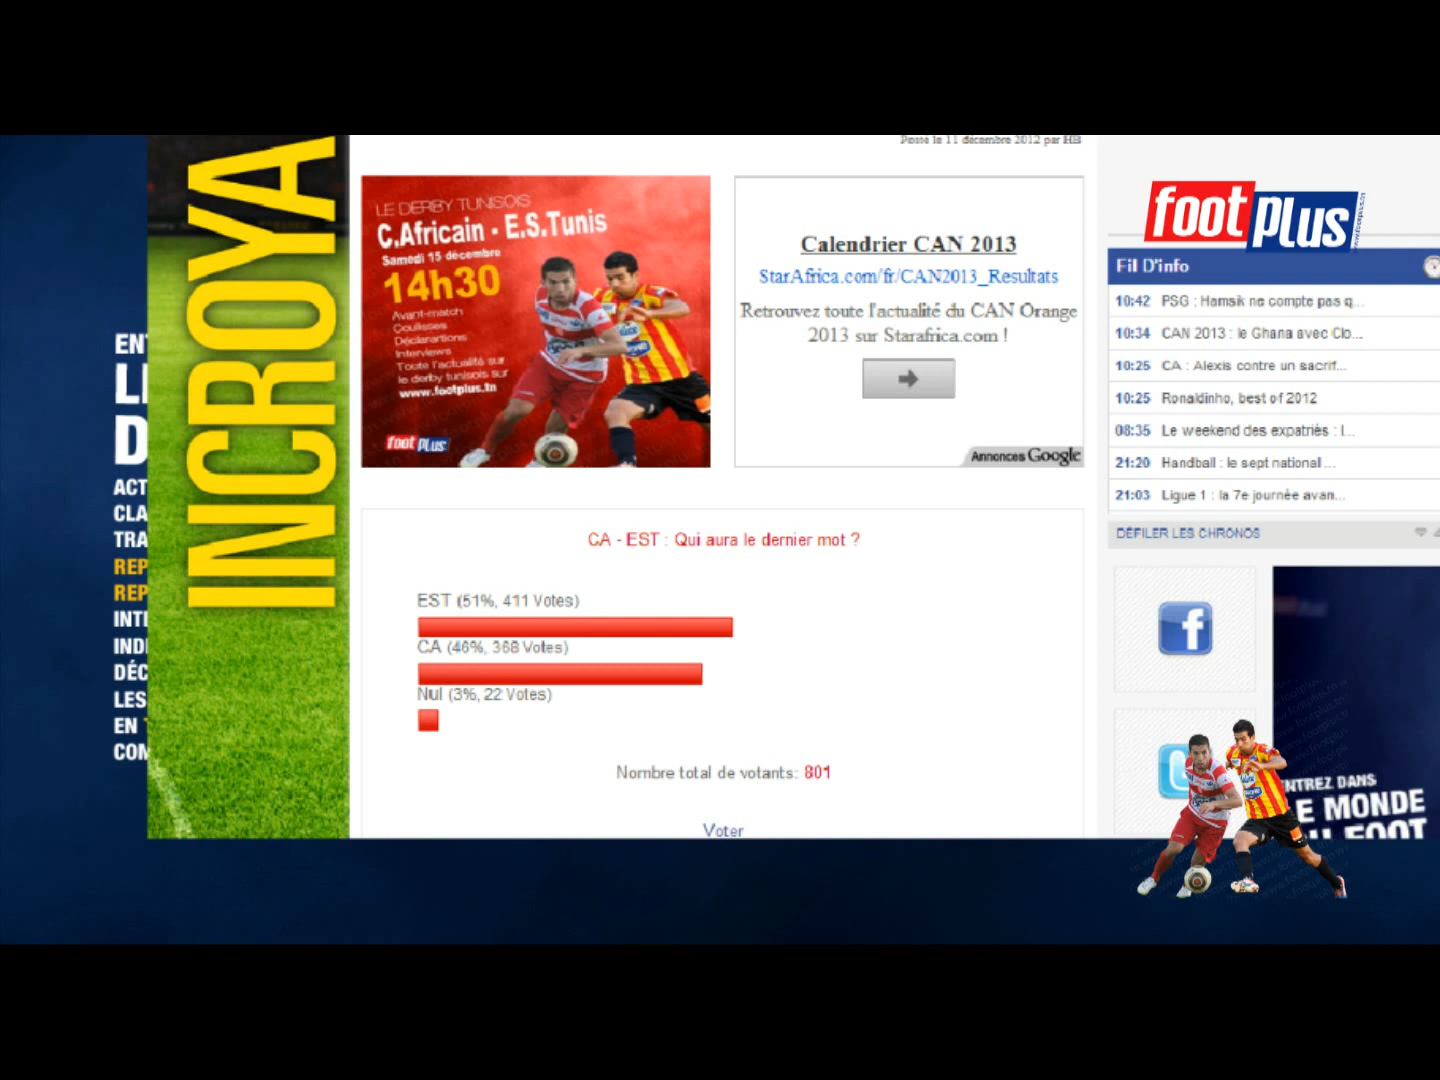 Posté le 11 décembre 2012 par HB
INCROYA
LE DERBY TUNISOIS
C.Africain - E.S.Tunis
Samedi 15 décembre
14h30
Avant-match
Coulisses
Déclarations
Interviews
Toute l'actualité sur
le derby tunisois sur
www.footplus.tn
foot plus
Calendrier CAN 2013
StarAfrica.com/fr/CAN2013_Resultats
Retrouvez toute l'actualité du CAN Orange
2013 sur Starafrica.com !
Annonces Google
foot plus
Fil D'info
10:42 PSG : Hamsik ne compte pas q...
10:34 CAN 2013 : le Ghana avec Clo...
10:25 CA : Alexis contre un sacrif...
10:25 Ronaldinho, best of 2012
08:35 Le weekend des expatriés : l...
21:20 Handball : le sept national ...
21:03 Ligue 1 : la 7e journée avan...
DÉFILER LES CHRONOS
CA - EST : Qui aura le dernier mot ?
EST (51%, 411 Votes)
CA (46%, 368 Votes)
Nul (3%, 22 Votes)
Nombre total de votants: 801
Voter
EN
L
D
ACT
CLA
TRA
REP
REP
INTI
INDI
DÉC
LES
EN
COM
NTREZ DANS
E MONDE
U FOOT